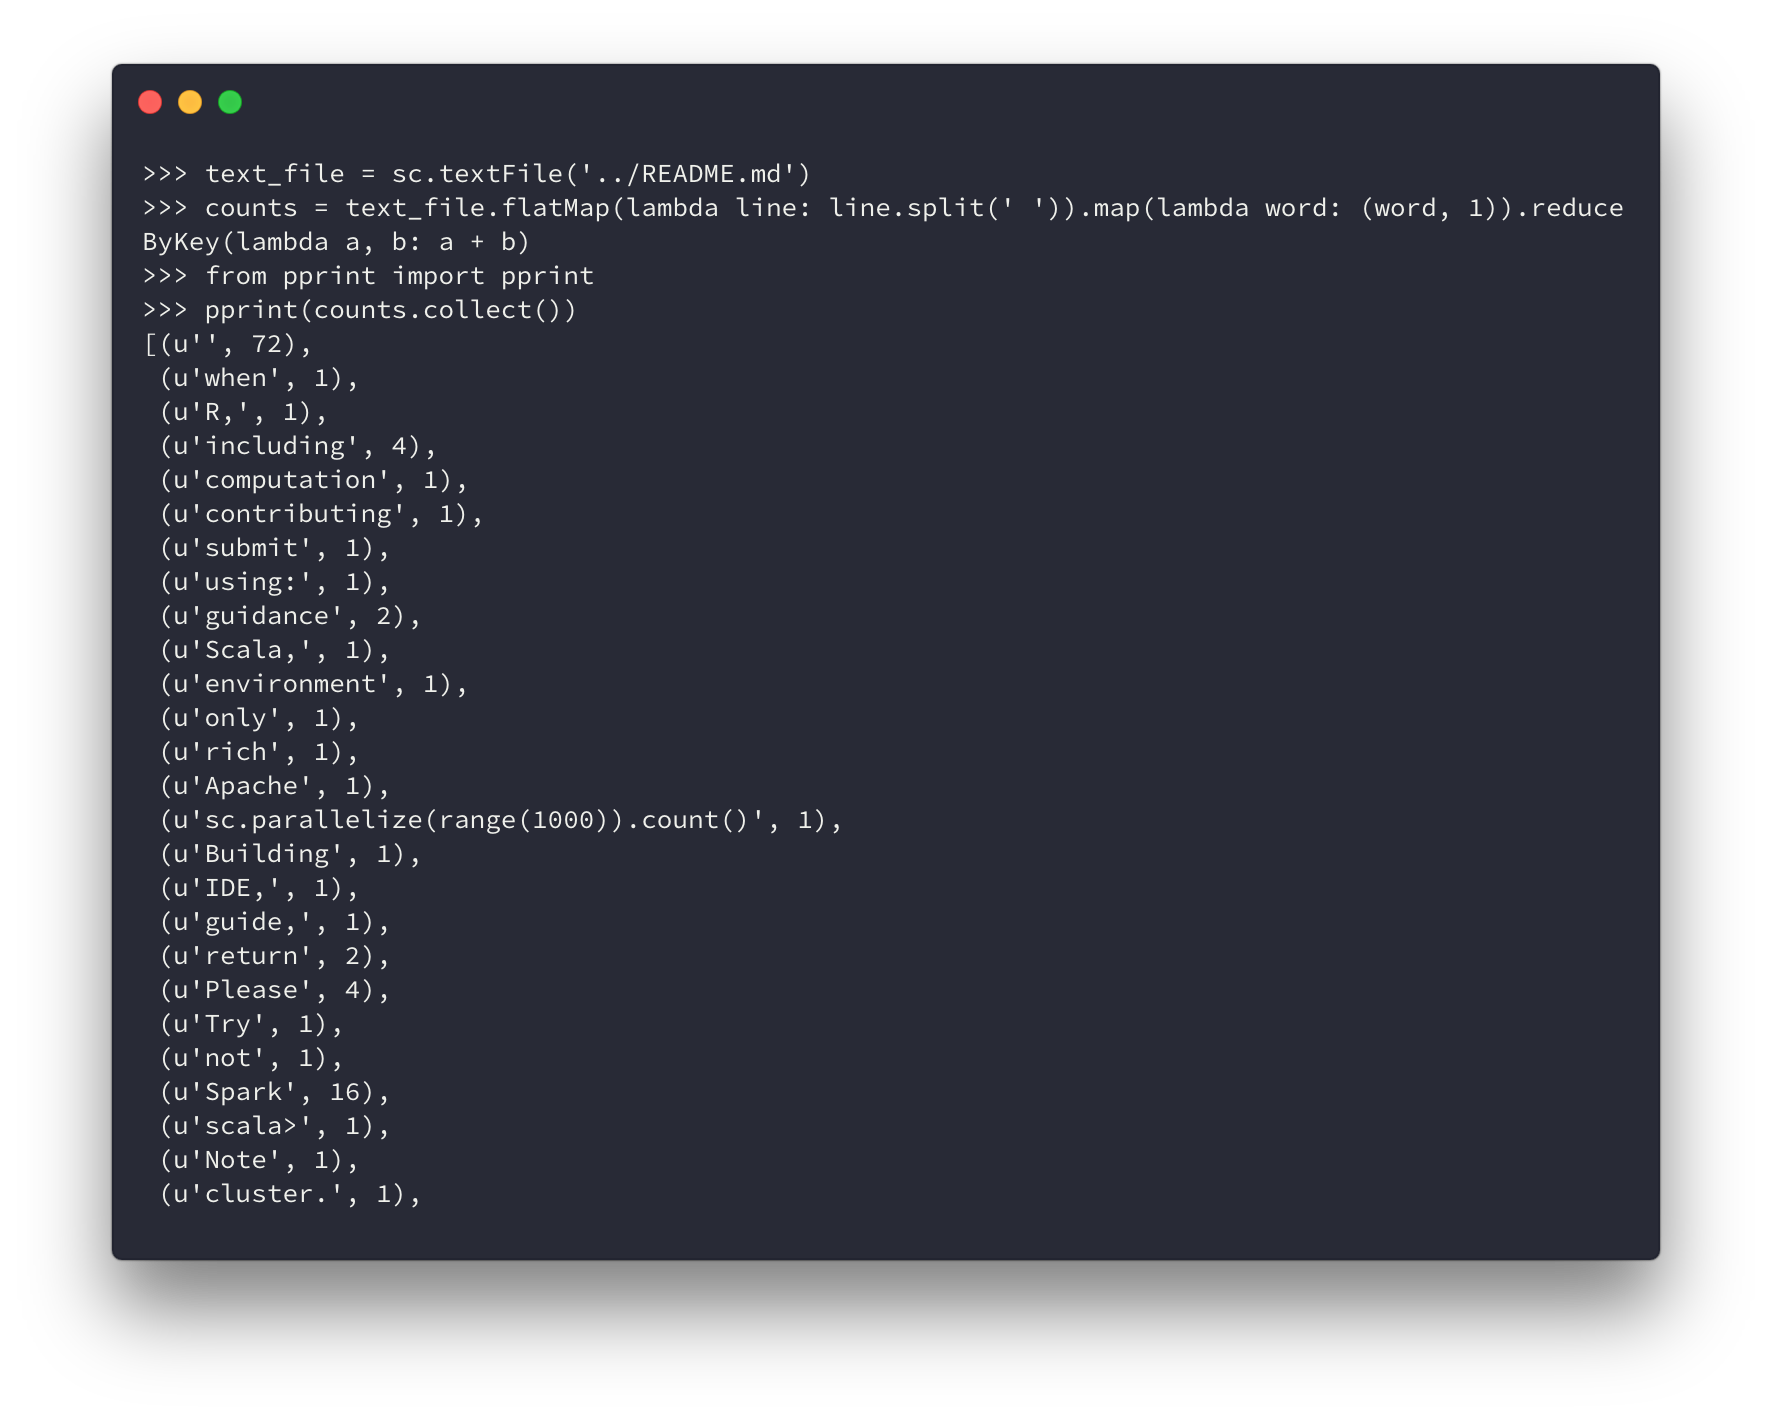 >>> text_file = sc.textFile('../README.md')
>>> counts = text_file.flatMap(lambda line: line.split(' ')).map(lambda word: (word, 1)).reduce
ByKey(lambda a, b: a + b)
>>> from pprint import pprint
>>> pprint(counts.collect())
[(u'', 72),
 (u'when', 1),
 (u'R,', 1),
 (u'including', 4),
 (u'computation', 1),
 (u'contributing', 1),
 (u'submit', 1),
 (u'using:', 1),
 (u'guidance', 2),
 (u'Scala,', 1),
 (u'environment', 1),
 (u'only', 1),
 (u'rich', 1),
 (u'Apache', 1),
 (u'sc.parallelize(range(1000)).count()', 1),
 (u'Building', 1),
 (u'IDE,', 1),
 (u'guide,', 1),
 (u'return', 2),
 (u'Please', 4),
 (u'Try', 1),
 (u'not', 1),
 (u'Spark', 16),
 (u'scala>', 1),
 (u'Note', 1),
 (u'cluster.', 1),